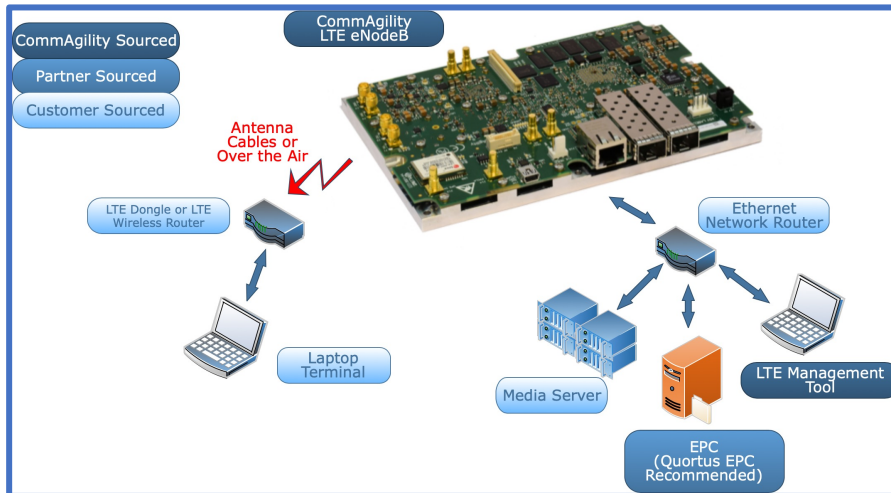 CommAgility
LTE eNodeB
CommAgility Sourced
Partner Sourced
Customer Sourced
Antenna
Cables or
Over the Air
LTE Dongle or LTE
Wireless Router
Ethernet
Network Router
Laptop
Terminal
Media Server
LTE Management
Tool
EPC
(Quortus EPC
Recommended)